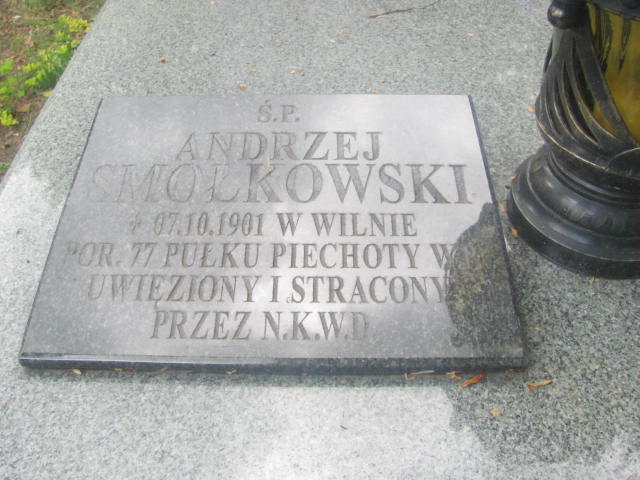 Ś.P.
ANDRZEJ
SMOŁKOWSKI
07.10.1901 W WILNIE
POR. 77 PUŁKU PIECHOTY W.
UWIĘZIONY I STRACONY
PRZEZ N.K.W.D.